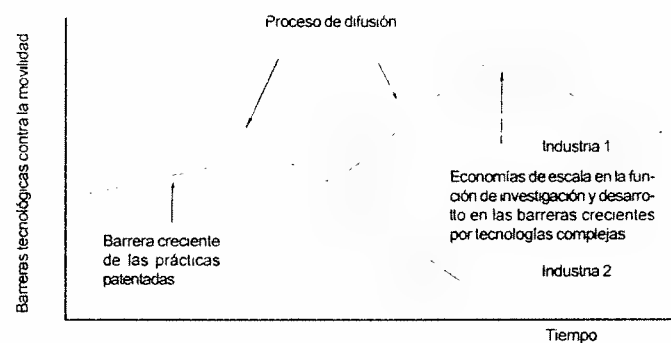 Proceso de difusión
Barreras tecnológicas contra la movilidad
Industria 1
Economías de escala en la fun-
ción de investigación y desarro-
tto en las barreras crecientes
por tecnologías complejas
Barrera creciente
de las prácticas
patentadas
Industria 2
Tiempo